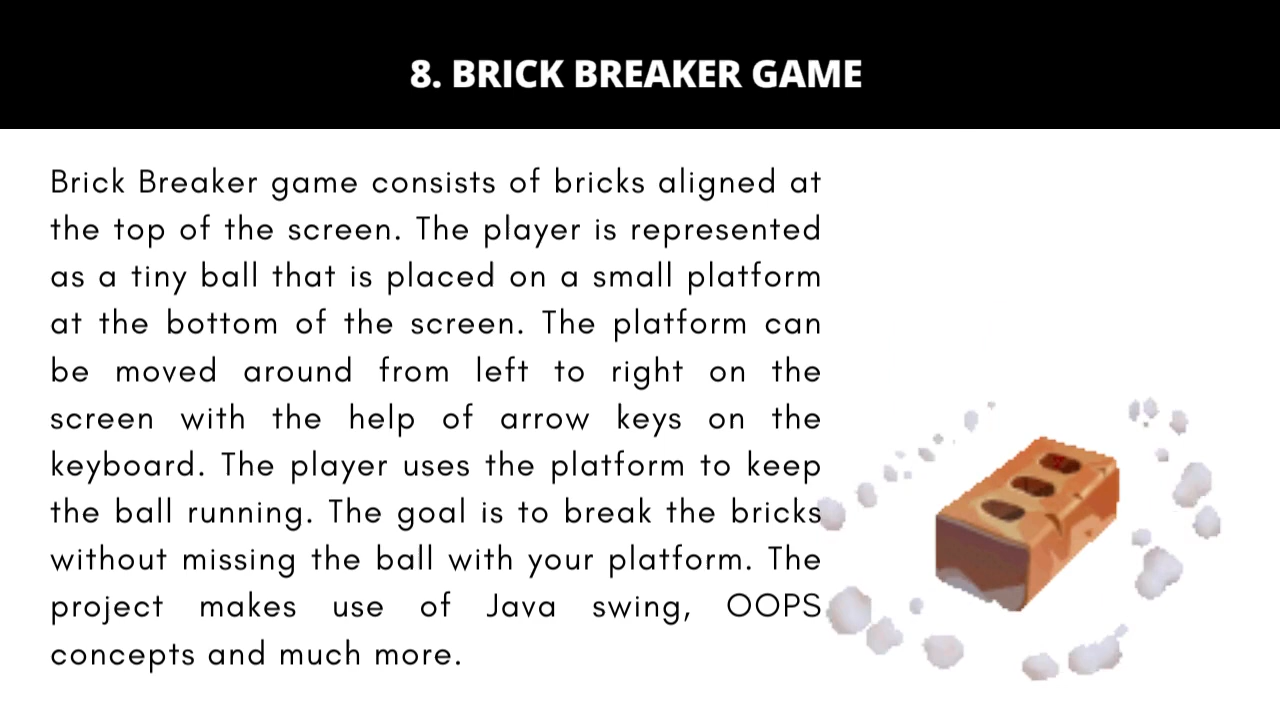 8. BRICK BREAKER GAME
Brick Breaker game consists of bricks aligned at
the top of the screen. The player is represented
as a tiny ball that is placed on a small platform
at the bottom of the screen. The platform can
be moved around from left to right on the
screen with the help of arrow keys on the
keyboard. The player uses the platform to keep
the ball running. The goal is to break the bricks
without missing the ball with your platform. The
project makes use of Java swing, OOPS
concepts and much more.